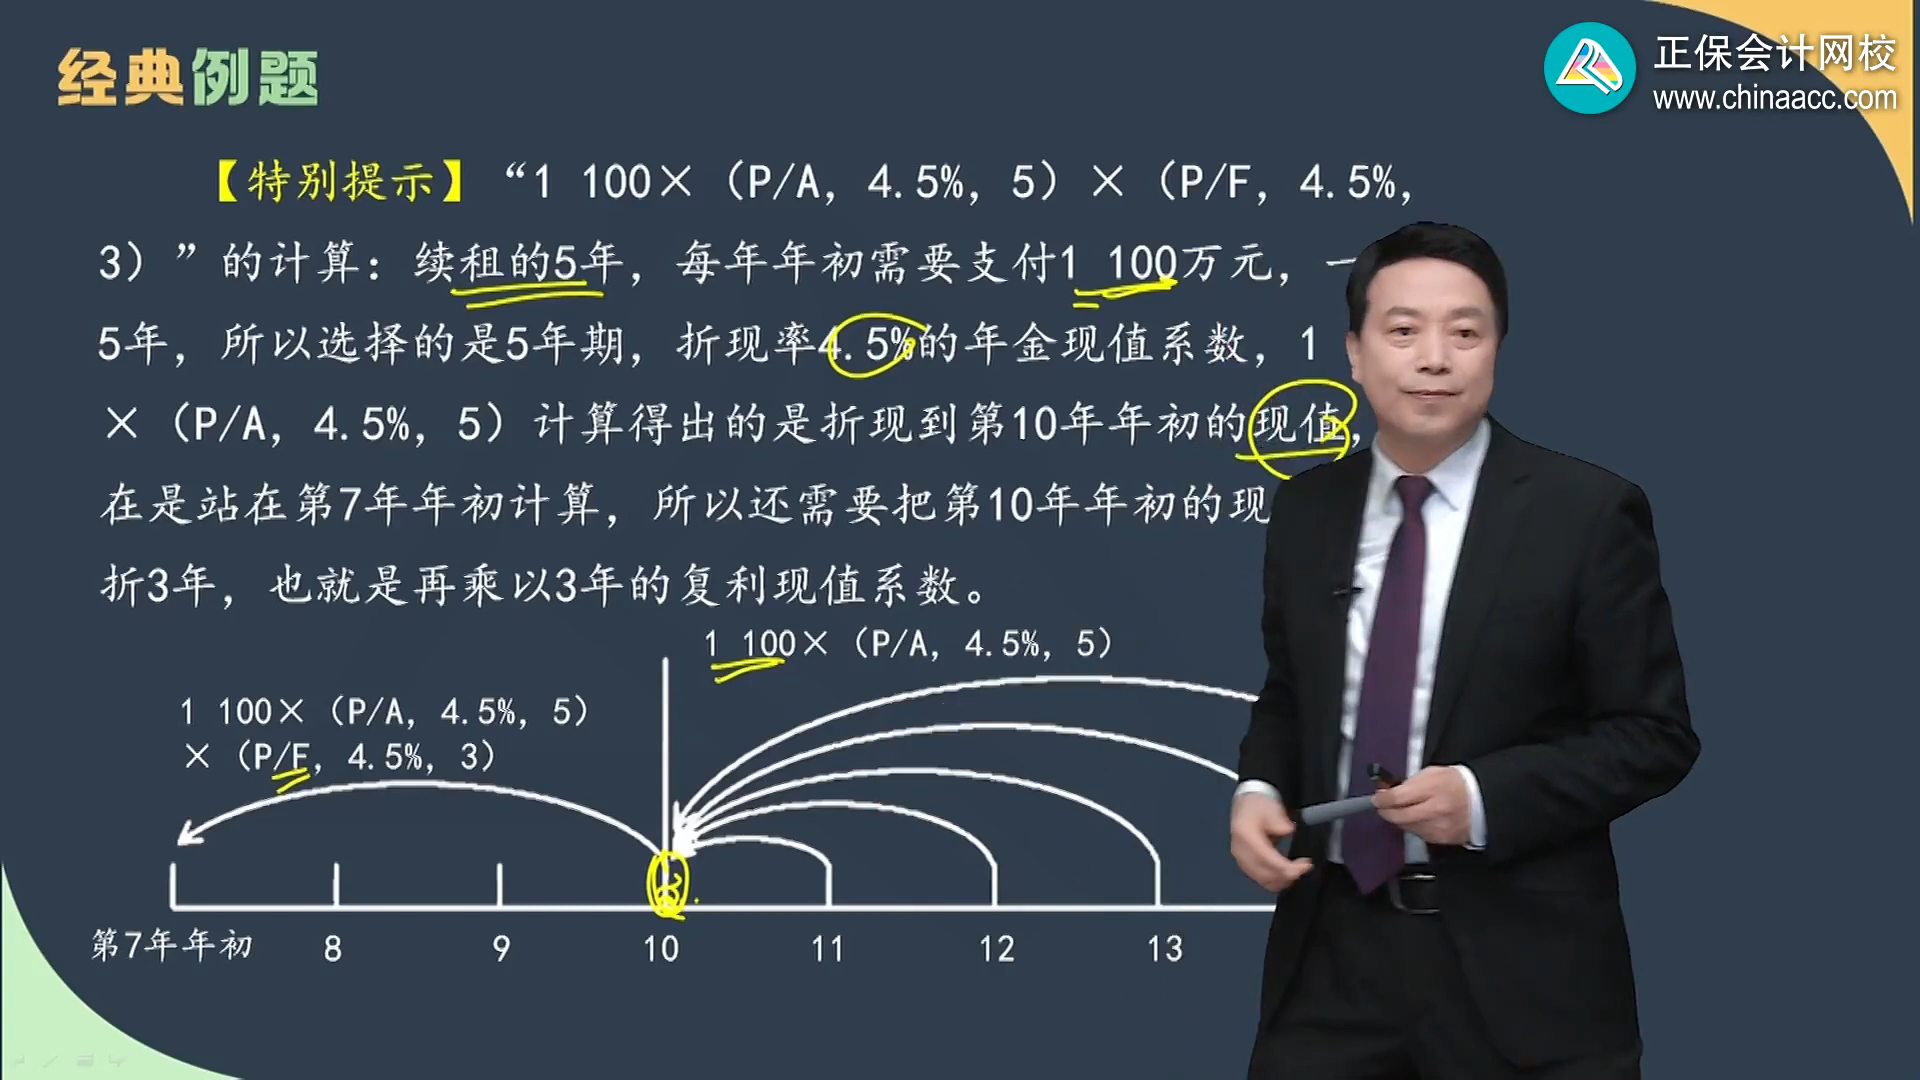 经典例题
正保会计网校
www.chinaacc.com
【特别提示】“1 100×（P/A，4.5%，5）×（P/F，4.5%，
3）”的计算：续租的5年，每年年初需要支付1 100万元，一
5年，所以选择的是5年期，折现率4.5%的年金现值系数，1
×（P/A，4.5%，5）计算得出的是折现到第10年年初的现值，
在是站在第7年年初计算，所以还需要把第10年年初的现
折3年，也就是再乘以3年的复利现值系数。
1 100×（P/A，4.5%，5）
1 100×（P/A，4.5%，5）
×（P/F，4.5%，3）
第7年年初 8 9 10 11 12 13